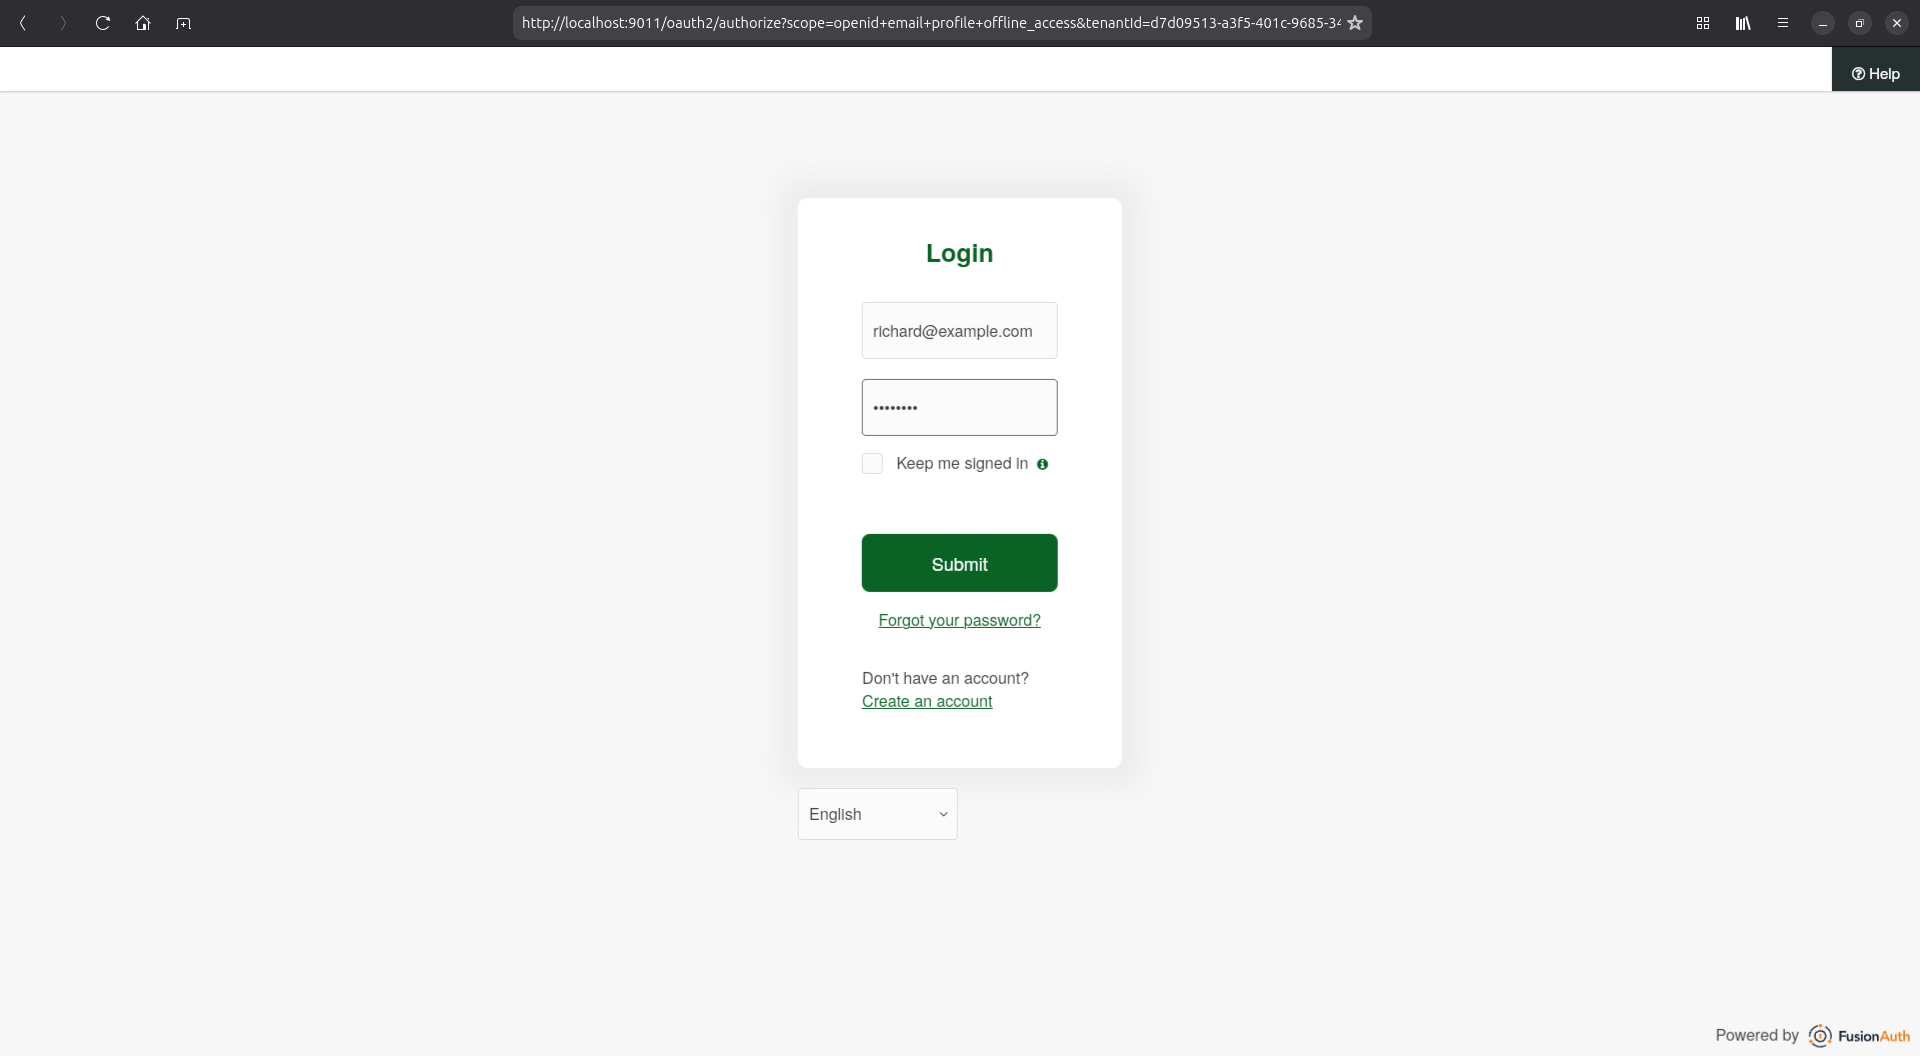 http://localhost:9011/oauth2/authorize?scope=openid+email+profile+offline_access&tenantId=d7d09513-a3f5-401c-9685-34
Help
Login
richard@example.com
••••••••
Keep me signed in
Submit
Forgot your password?
Don't have an account?
Create an account
English
Powered by FusionAuth